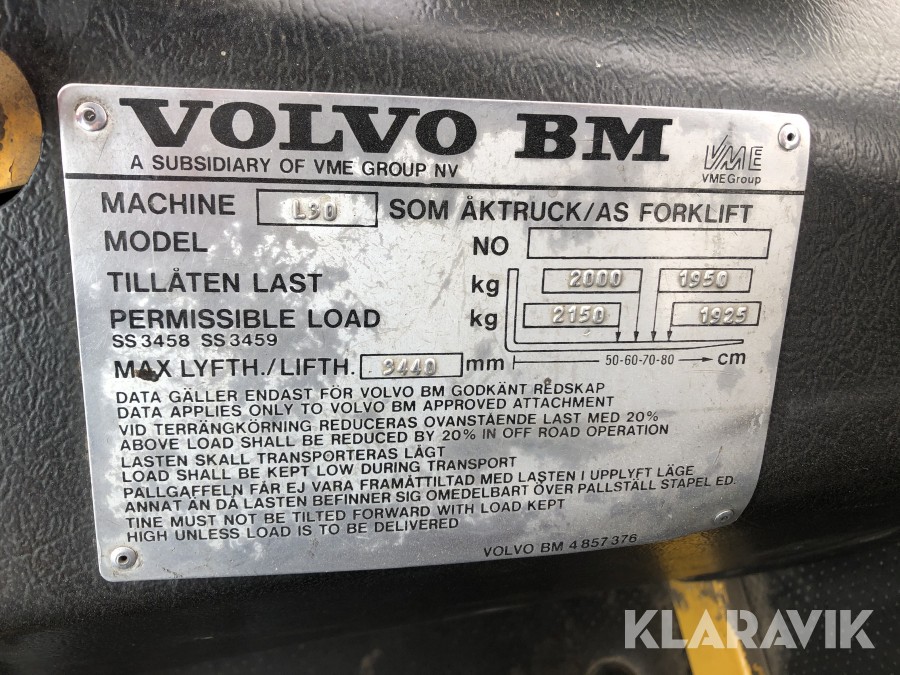 VOLVO BM
A SUBSIDIARY OF VME GROUP NV
VME
VME Group
MACHINE L30 SOM ÅKTRUCK/AS FORKLIFT
MODEL NO
TILLÅTEN LAST kg 2000 1950
PERMISSIBLE LOAD kg 2150 1925
SS 3458 SS 3459
MAX LYFTH./LIFTH. 3440 mm 50-60-70-80 cm
DATA GÄLLER ENDAST FÖR VOLVO BM GODKÄNT REDSKAP
DATA APPLIES ONLY TO VOLVO BM APPROVED ATTACHMENT
VID TERRÄNGKÖRNING REDUCERAS OVANSTÅENDE LAST MED 20%
ABOVE LOAD SHALL BE REDUCED BY 20% IN OFF ROAD OPERATION
LASTEN SKALL TRANSPORTERAS LÅGT
LOAD SHALL BE KEPT LOW DURING TRANSPORT
PALLGAFFELN FÅR EJ VARA FRAMÅTTILTAD MED LASTEN I UPPLYFT LÄGE
ANNAT ÄN DÅ LASTEN BEFINNER SIG OMEDELBART ÖVER PALLSTÄLL STAPEL ED.
TINE MUST NOT BE TILTED FORWARD WITH LOAD KEPT
HIGH UNLESS LOAD IS TO BE DELIVERED
VOLVO BM 4 857 376
KLARAVIK